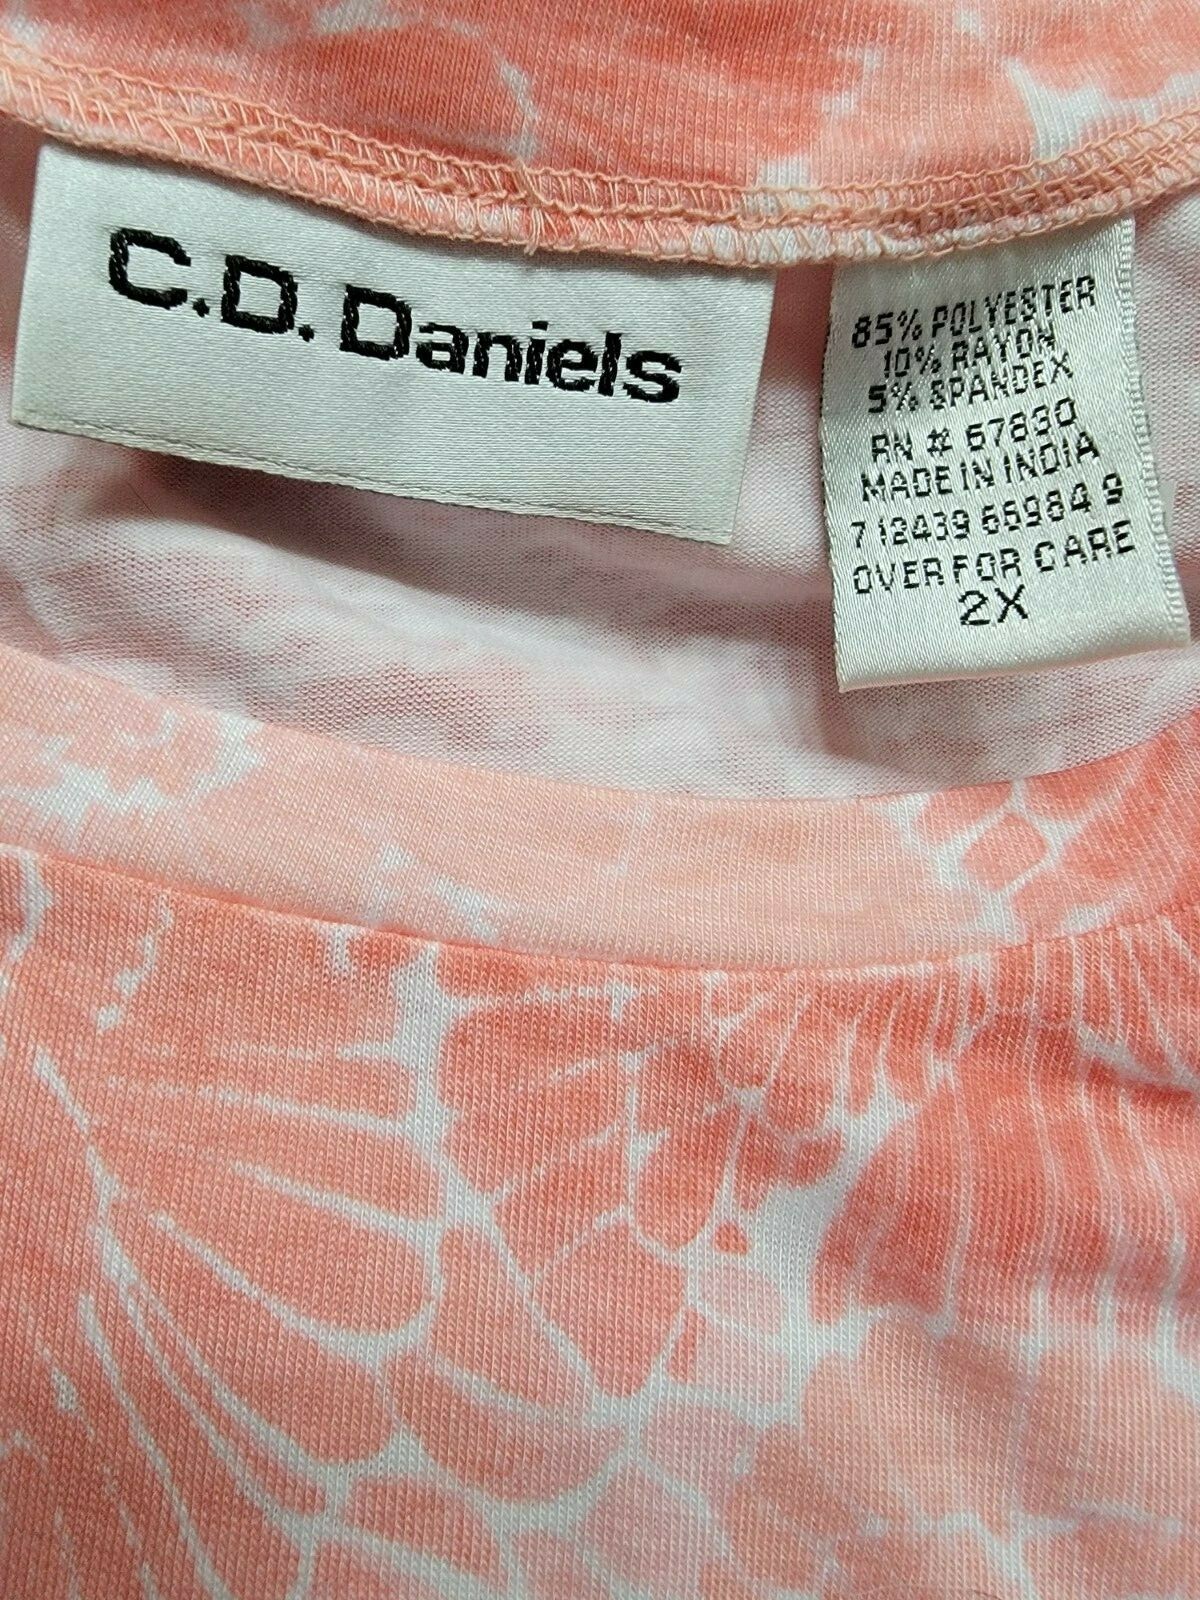 C.D. Daniels
85% POLYESTER
10% RAYON
5% SPANDEX
RN # 67830
MADE IN INDIA
7 12439 66984 9
OVER FOR CARE
2X